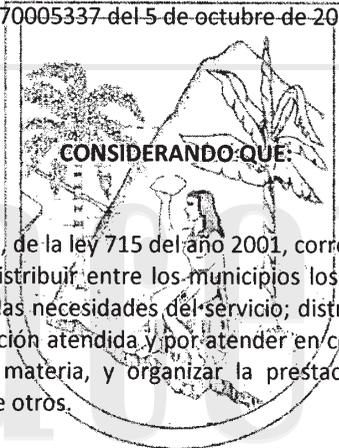 70005337 del 5 de octubre de 20
CONSIDERANDO QUE:
, de la ley 715 del año 2001, corre
istribuir entre los municipios los
las necesidades del servicio; distr
ción atendida y por atender en c
materia, y organizar la prestac
e otros.